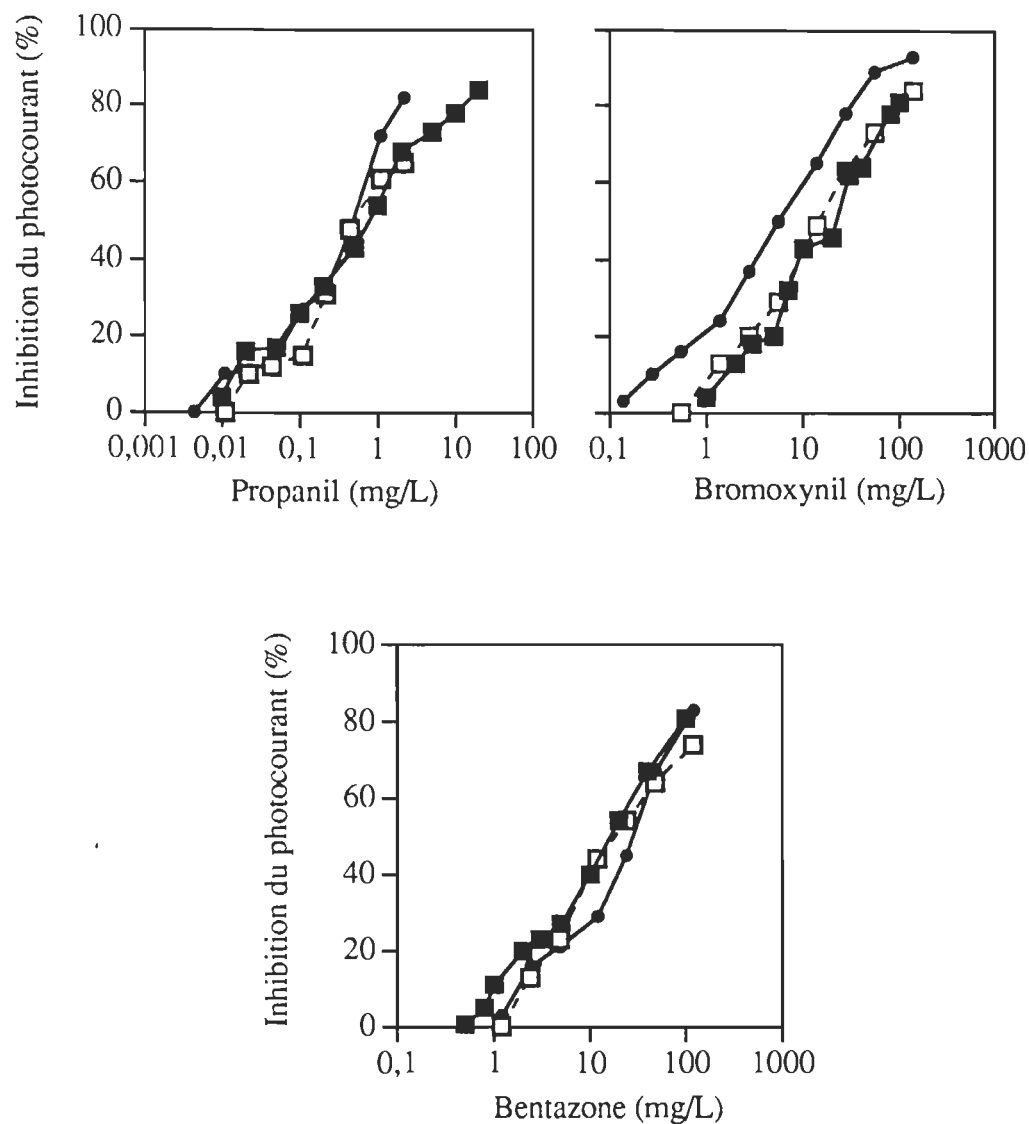 Inhibition du photocourant (%)
100
80
60
40
20
0
0,001 0,01 0,1 1 10 100
Propanil (mg/L)
0,1 1 10 100 1000
Bromoxynil (mg/L)
Inhibition du photocourant (%)
100
80
60
40
20
0
0,1 1 10 100 1000
Bentazone (mg/L)